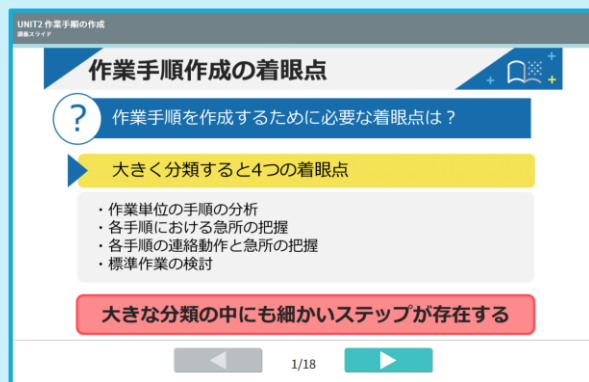 UNIT2 作業手順の作成
講義スライド
作業手順作成の着眼点
?
作業手順を作成するために必要な着眼点は？
大きく分類すると4つの着眼点
・作業単位の手順の分析
・各手順における急所の把握
・各手順の連絡動作と急所の把握
・標準作業の検討
大きな分類の中にも細かいステップが存在する
1/18